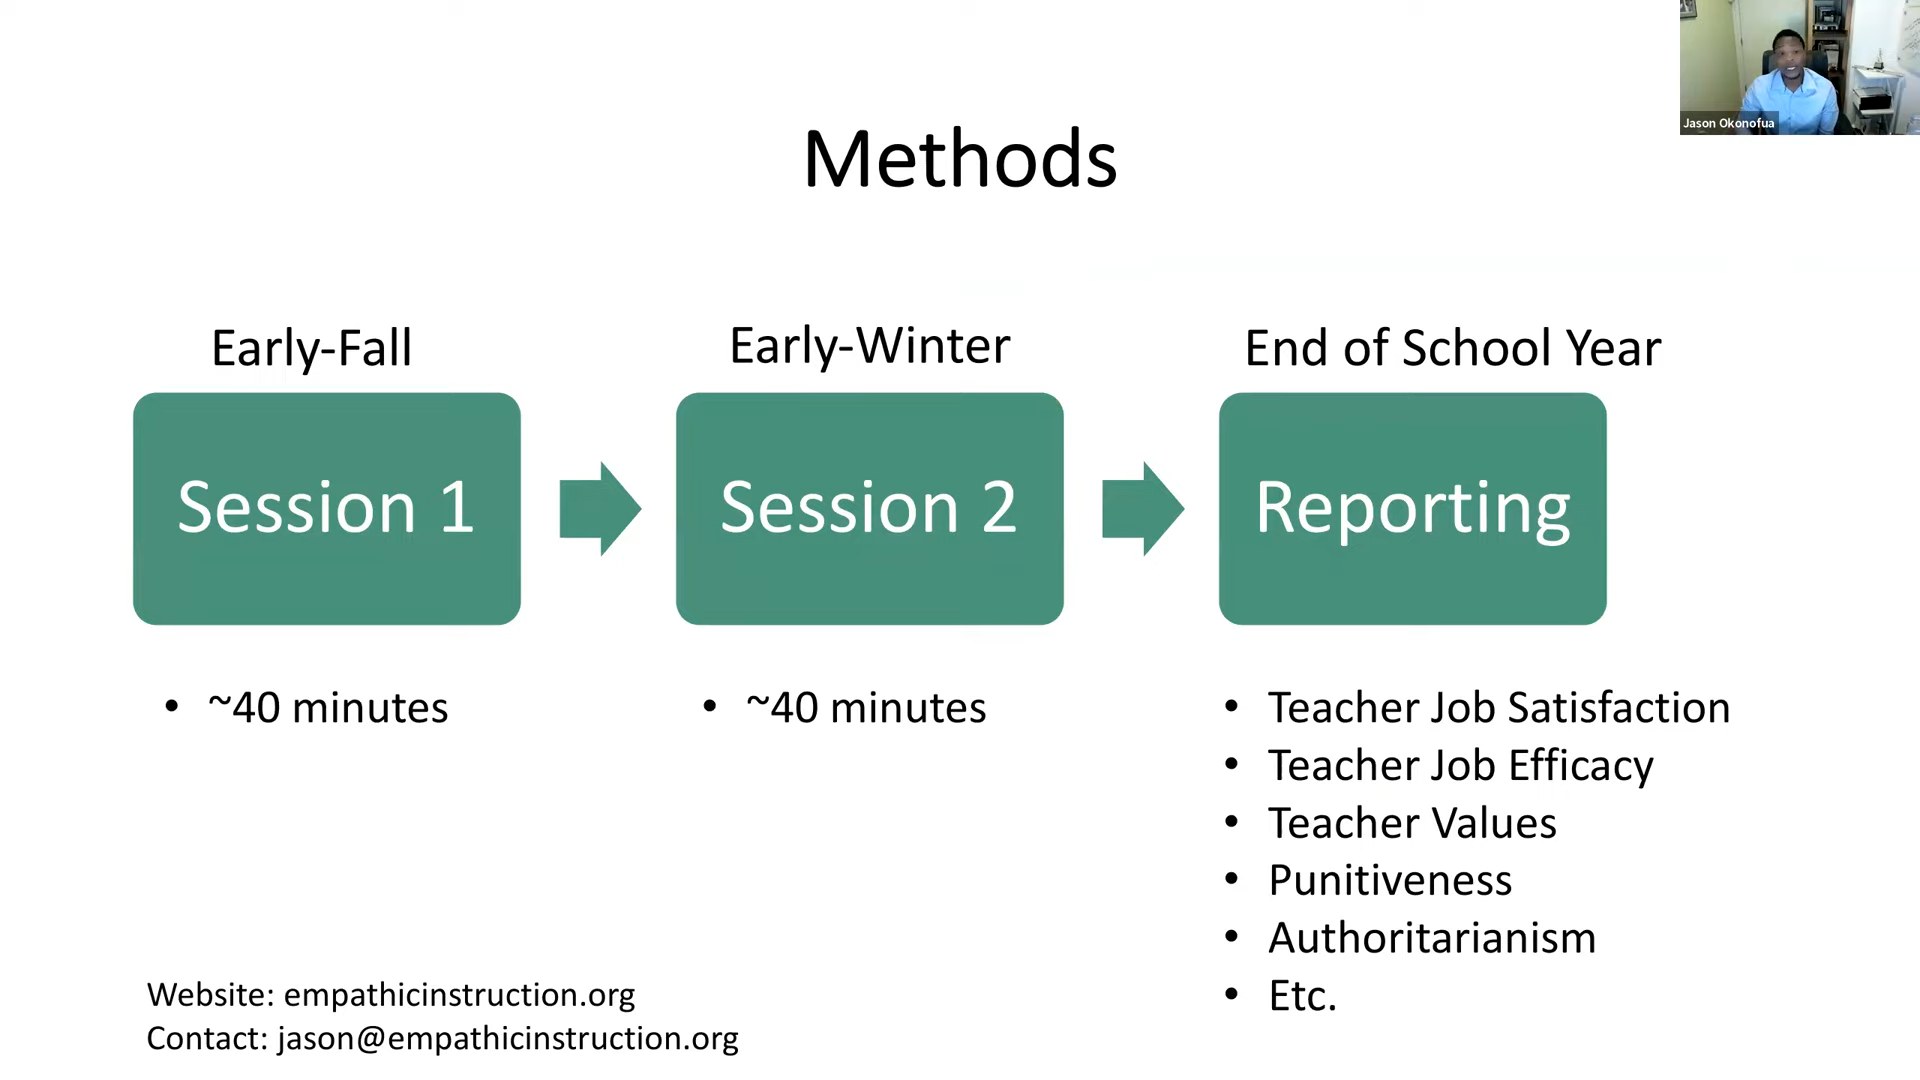 Jason Okonofua
Methods
Early-Fall
Early-Winter
End of School Year
Session 1
Session 2
Reporting
• ~40 minutes
• ~40 minutes
• Teacher Job Satisfaction
• Teacher Job Efficacy
• Teacher Values
• Punitiveness
• Authoritarianism
• Etc.
Website: empathicinstruction.org
Contact: jason@empathicinstruction.org